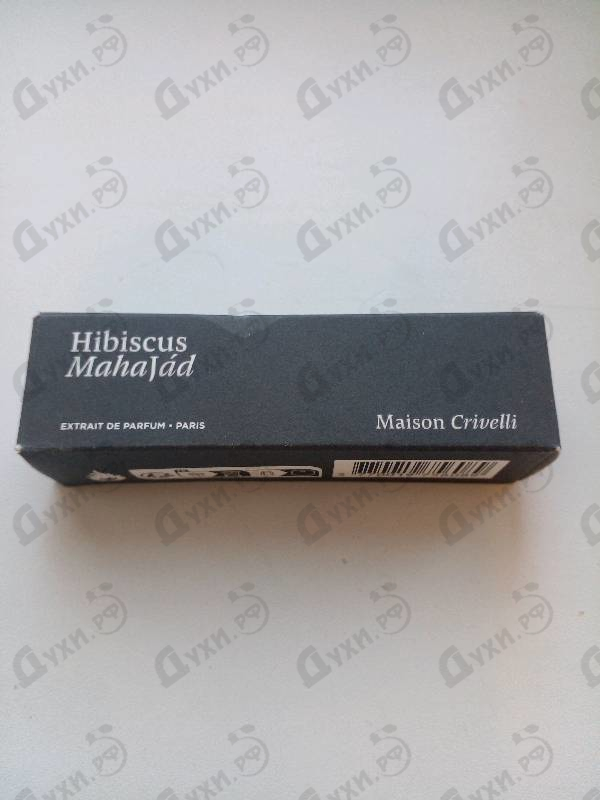 Hibiscus
MahaJád
EXTRAIT DE PARFUM • PARIS
Maison Crivelli
Духи.РФ